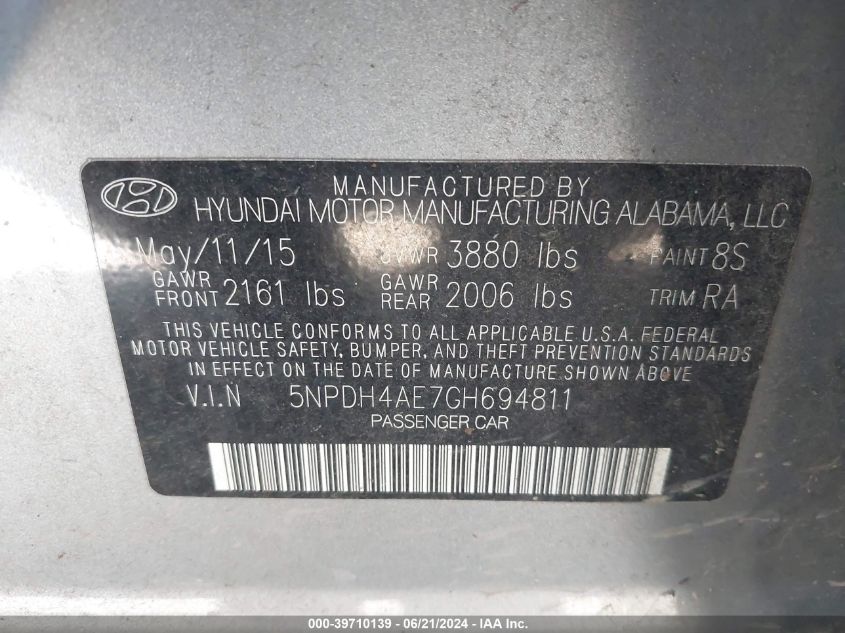 MANUFACTURED BY
HYUNDAI MOTOR MANUFACTURING ALABAMA, LLC
May/11/15 GVWR 3880 lbs PAINT 8S
GAWR FRONT 2161 lbs GAWR REAR 2006 lbs TRIM RA
THIS VEHICLE CONFORMS TO ALL APPLICABLE U.S.A. FEDERAL
MOTOR VEHICLE SAFETY, BUMPER, AND THEFT PREVENTION STANDARDS
IN EFFECT ON THE DATE OF MANUFACTURE SHOWN ABOVE
V.I.N 5NPDH4AE7GH694811
PASSENGER CAR
000-39710139 - 06/21/2024 - IAA Inc.